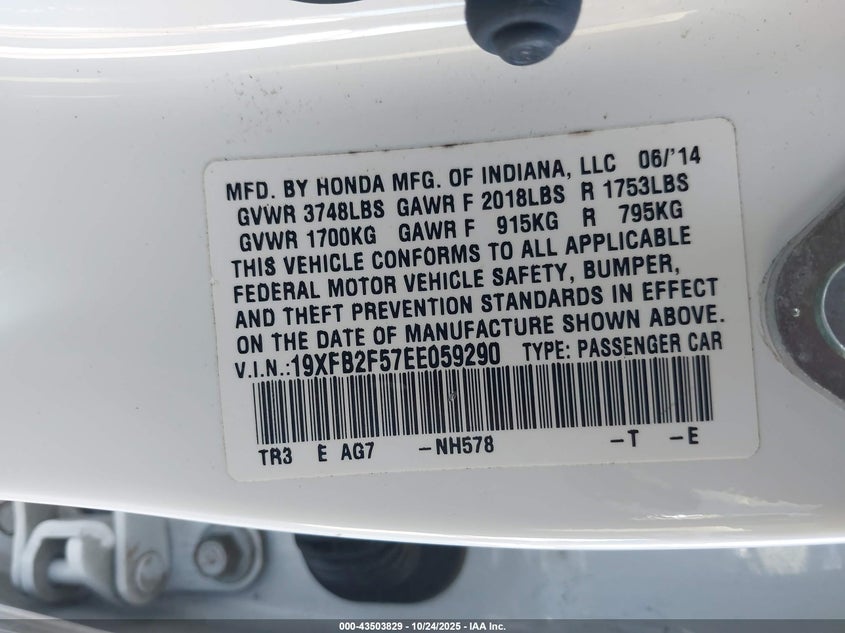 MFD. BY HONDA MFG. OF INDIANA, LLC 06/'14
GVWR 3748LBS GAWR F 2018LBS R 1753LBS
GVWR 1700KG GAWR F 915KG R 795KG
THIS VEHICLE CONFORMS TO ALL APPLICABLE
FEDERAL MOTOR VEHICLE SAFETY, BUMPER,
AND THEFT PREVENTION STANDARDS IN EFFECT
ON THE DATE OF MANUFACTURE SHOWN ABOVE.
V.I.N.:19XFB2F57EE059290 TYPE: PASSENGER CAR
TR3 E AG7 -NH578 -T -E
000-43503829 - 10/24/2025 - IAA Inc.